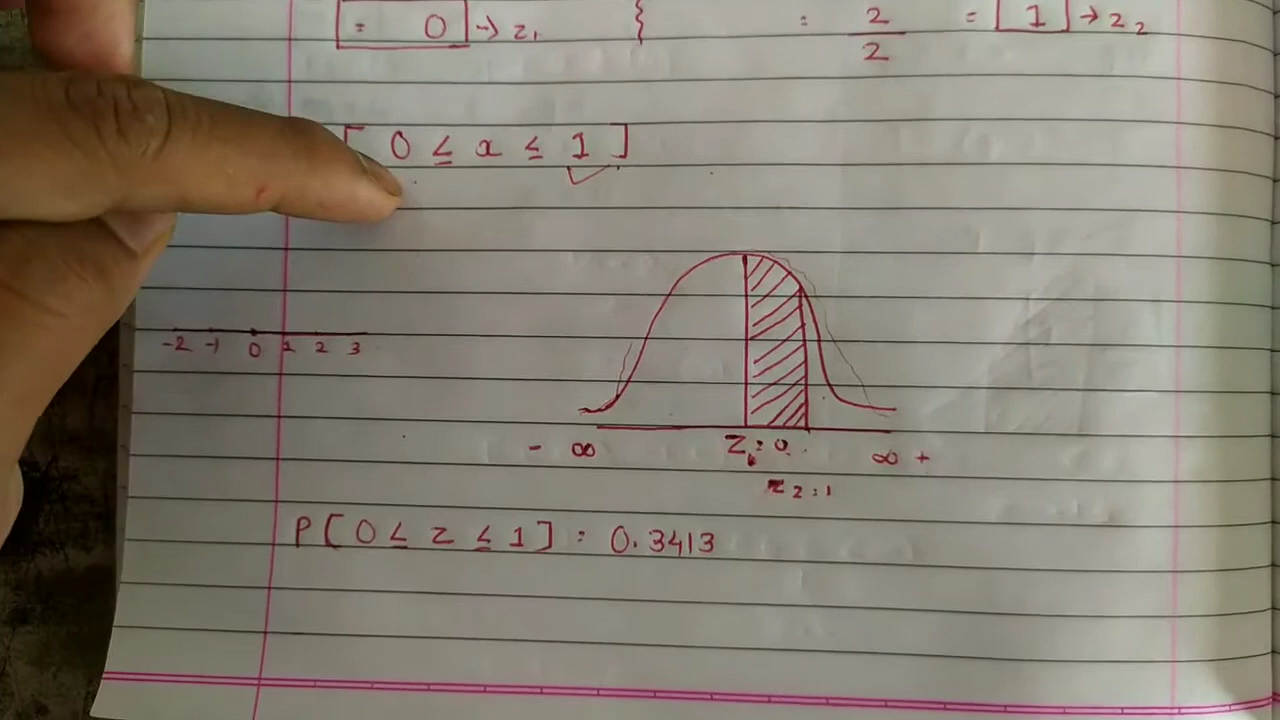 = 0 → z₁ } = 2/2 = 1 → z₂
[ 0 ≤ x ≤ 1 ]
-2 -1 0 1 2 3
- ∞ Z₁ = 0 ∞ +
z₂ = 1
P [ 0 ≤ z ≤ 1 ] = 0.3413